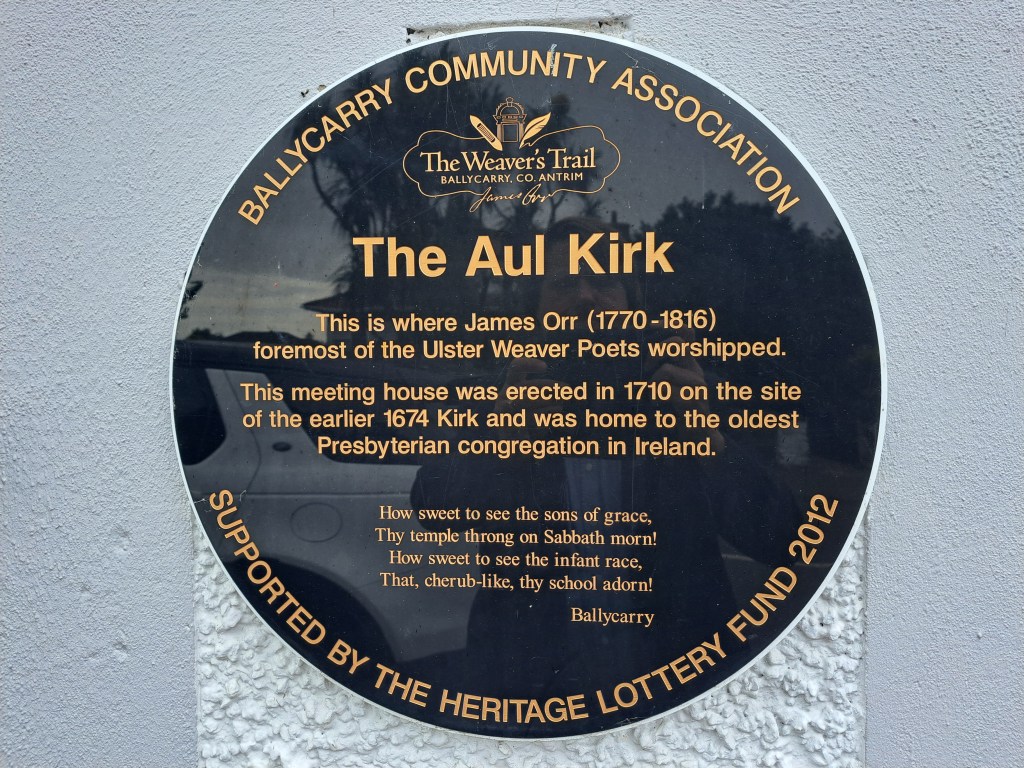 BALLYCARRY COMMUNITY ASSOCIATION
The Weaver's Trail
BALLYCARRY, CO. ANTRIM
James Orr
The Aul Kirk
This is where James Orr (1770-1816)
foremost of the Ulster Weaver Poets worshipped.
This meeting house was erected in 1710 on the site
of the earlier 1674 Kirk and was home to the oldest
Presbyterian congregation in Ireland.
How sweet to see the sons of grace,
Thy temple throng on Sabbath morn!
How sweet to see the infant race,
That, cherub-like, thy school adorn!
Ballycarry
SUPPORTED BY THE HERITAGE LOTTERY FUND 2012